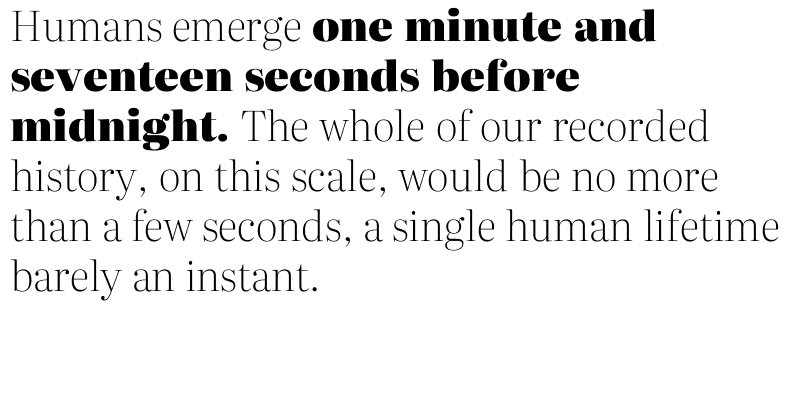 Humans emerge one minute and
seventeen seconds before
midnight. The whole of our recorded
history, on this scale, would be no more
than a few seconds, a single human lifetime
barely an instant.